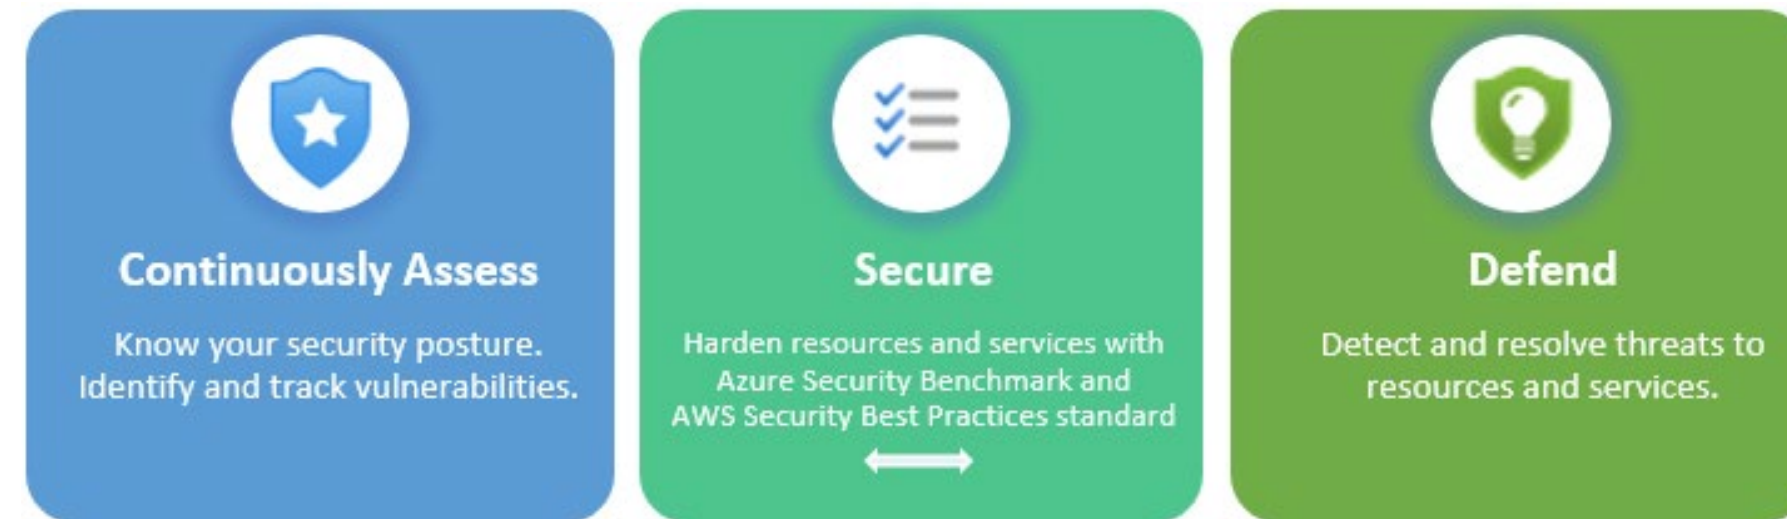 Continuously Assess
Know your security posture.
Identify and track vulnerabilities.
Secure
Harden resources and services with
Azure Security Benchmark and
AWS Security Best Practices standard
Defend
Detect and resolve threats to
resources and services.